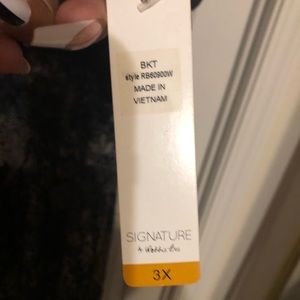 BKT
style RB60900W
MADE IN
VIETNAM
SIGNATURE
3X